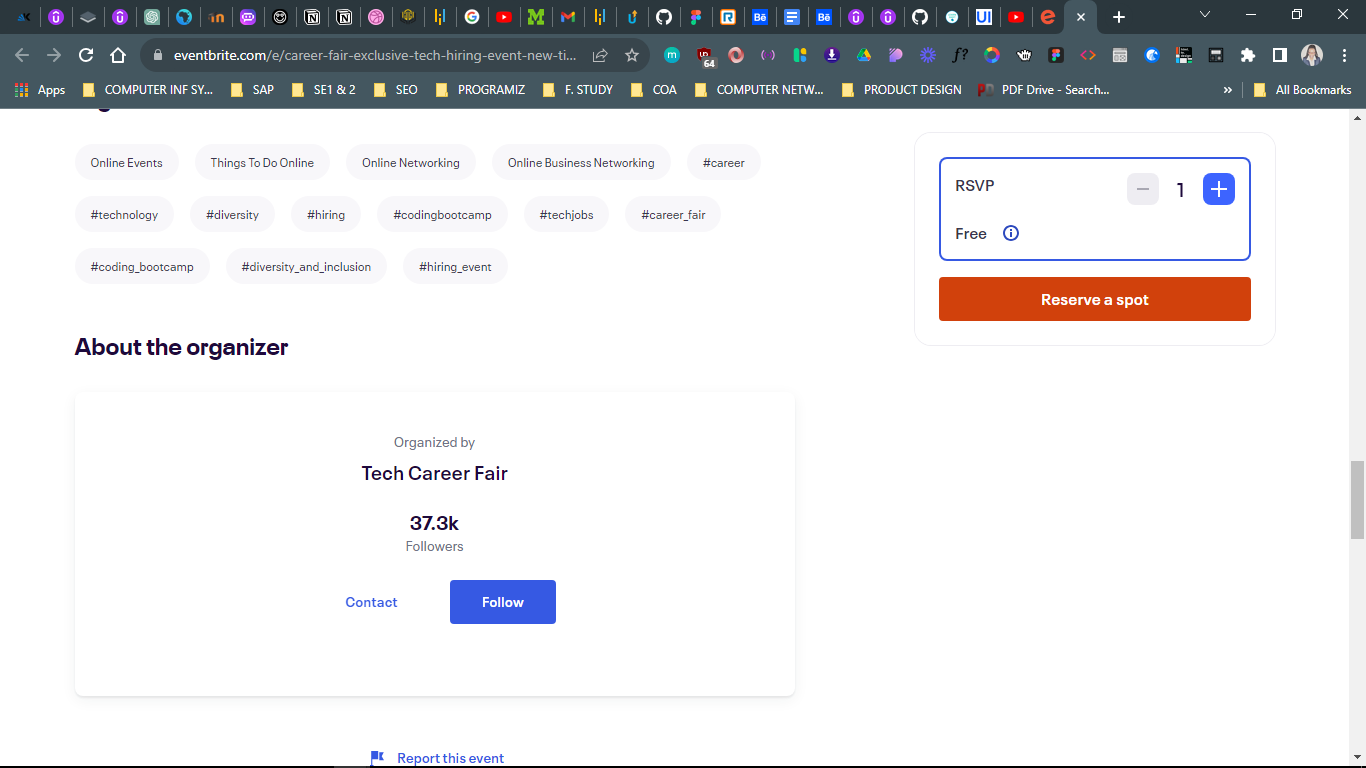 eventbrite.com/e/career-fair-exclusive-tech-hiring-event-new-ti...
64
Apps
COMPUTER INF SY...
SAP
SE1 & 2
SEO
PROGRAMIZ
F. STUDY
COA
COMPUTER NETW...
PRODUCT DESIGN
PDF Drive - Search...
»
All Bookmarks
Online Events
Things To Do Online
Online Networking
Online Business Networking
#career
#technology
#diversity
#hiring
#codingbootcamp
#techjobs
#career_fair
#coding_bootcamp
#diversity_and_inclusion
#hiring_event
RSVP
1
Free
Reserve a spot
About the organizer
Organized by
Tech Career Fair
37.3k
Followers
Contact
Follow
Report this event